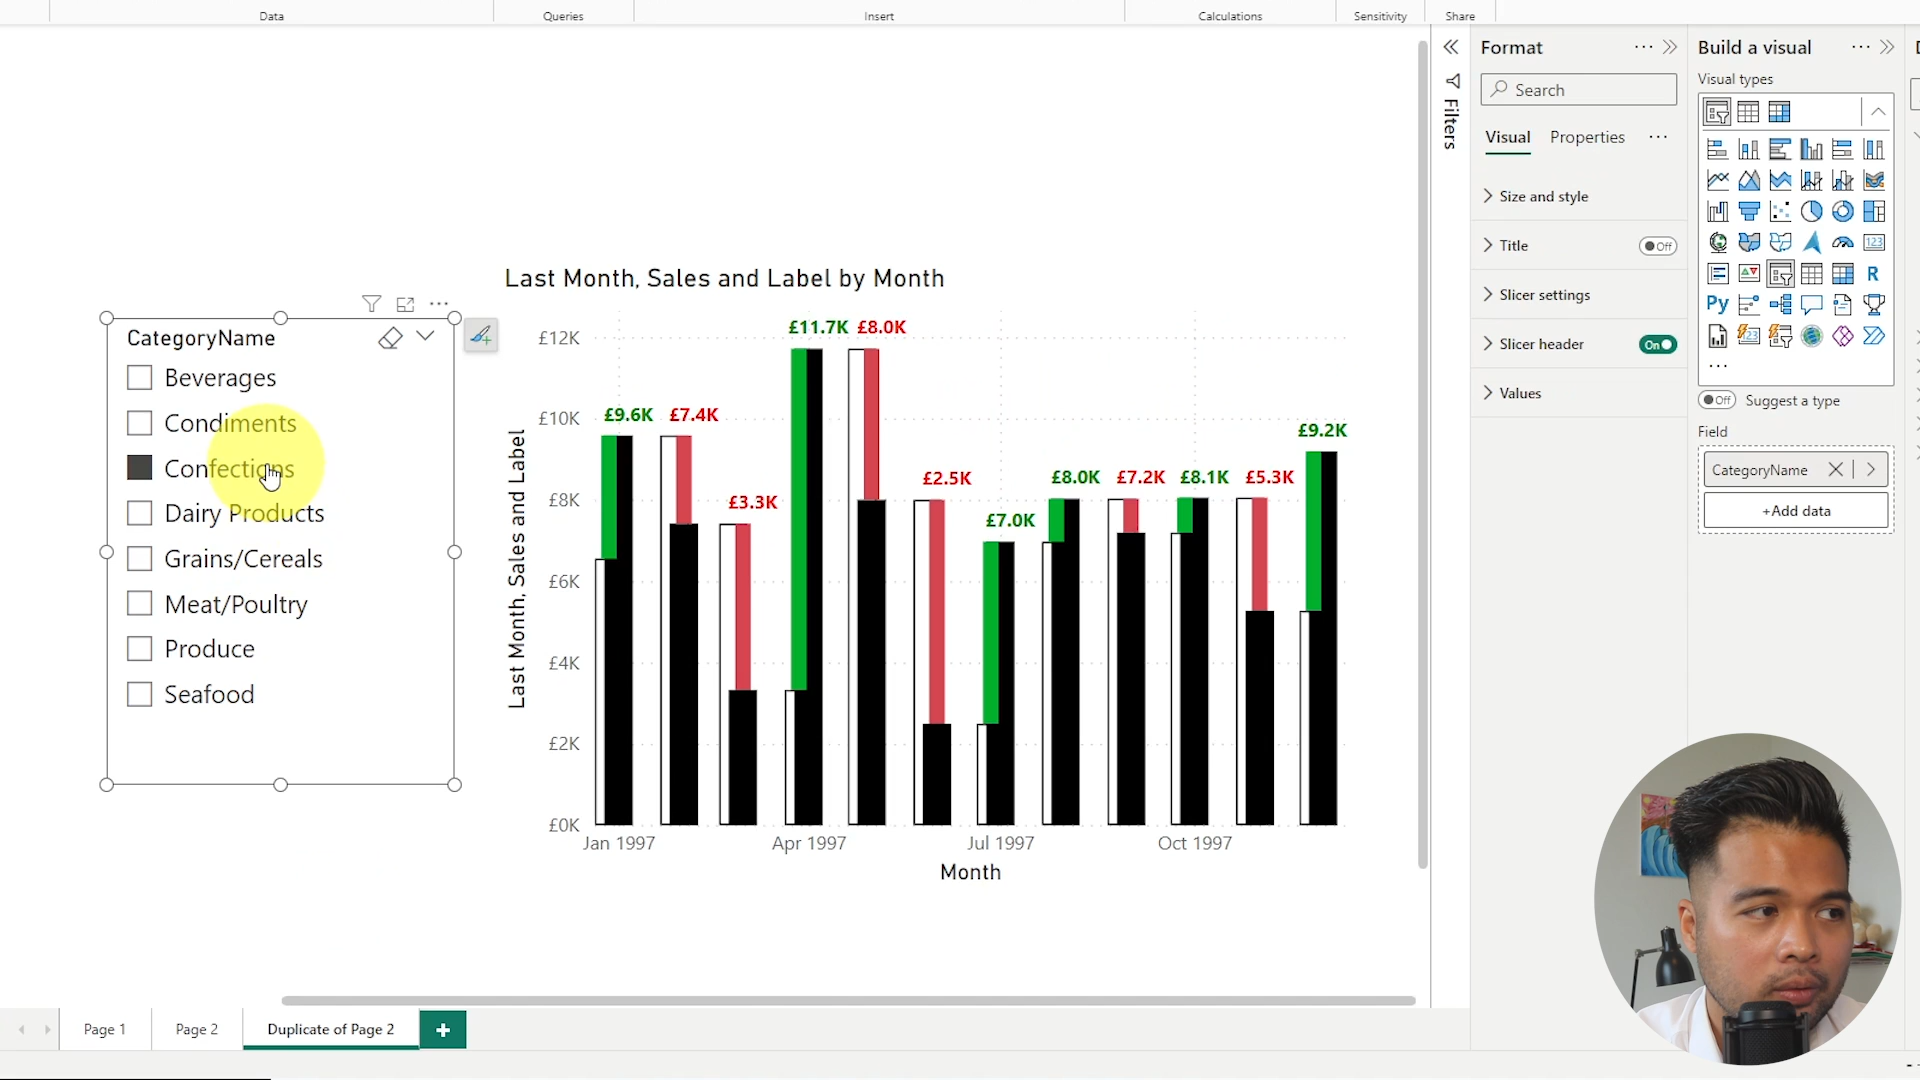 Data
Queries
Insert
Calculations
Sensitivity
Share
Format
Build a visual
Visual types
Search
Visual
Properties
Filters
Size and style
Title
Off
Slicer settings
Slicer header
On
Values
R
Py
123
Off
Suggest a type
Field
CategoryName
+Add data
CategoryName
Beverages
Condiments
Confections
Dairy Products
Grains/Cereals
Meat/Poultry
Produce
Seafood
Last Month, Sales and Label by Month
Last Month, Sales and Label
£12K
£10K
£8K
£6K
£4K
£2K
£0K
£9.6K
£7.4K
£3.3K
£11.7K
£8.0K
£2.5K
£7.0K
£8.0K
£7.2K
£8.1K
£5.3K
£9.2K
Jan 1997
Apr 1997
Jul 1997
Oct 1997
Month
Page 1
Page 2
Duplicate of Page 2